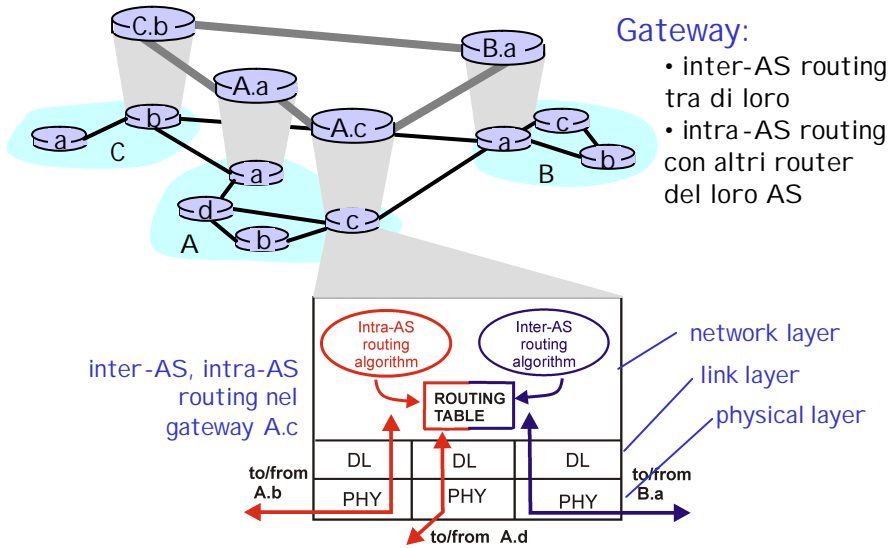 C.b
B.a
A.a
A.c
Gateway:
• inter-AS routing
tra di loro
• intra-AS routing
con altri router
del loro AS
a
b
C
a
c
b
B
a
d
b
c
A
Intra-AS
routing
algorithm
Inter-AS
routing
algorithm
ROUTING
TABLE
inter-AS, intra-AS
routing nel
gateway A.c
network layer
link layer
physical layer
DL
DL
DL
PHY
PHY
PHY
to/from
A.b
to/from
B.a
to/from A.d